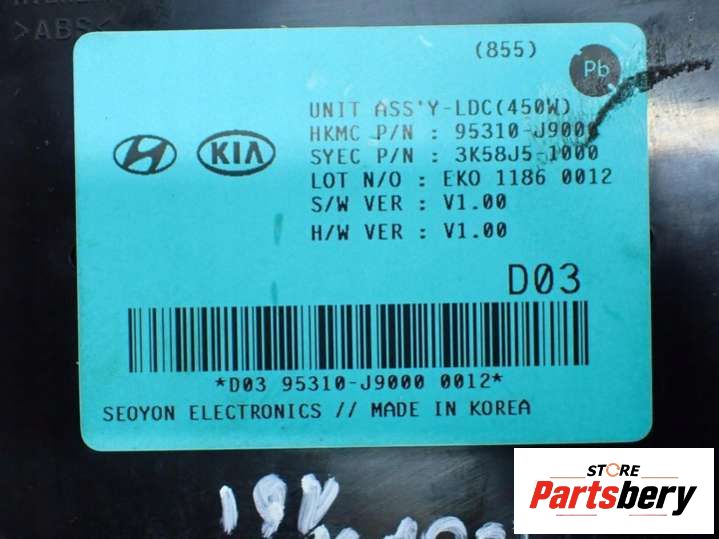 >ABS<
(855)
Pb
UNIT ASS'Y-LDC(450W)
HKMC P/N : 95310-J9000
SYEC P/N : 3K58J5-1000
LOT N/O : EKO 1186 0012
S/W VER : V1.00
H/W VER : V1.00
KIA
D03
*D03 95310-J9000 0012*
SEOYON ELECTRONICS // MADE IN KOREA
STORE
Partsbery